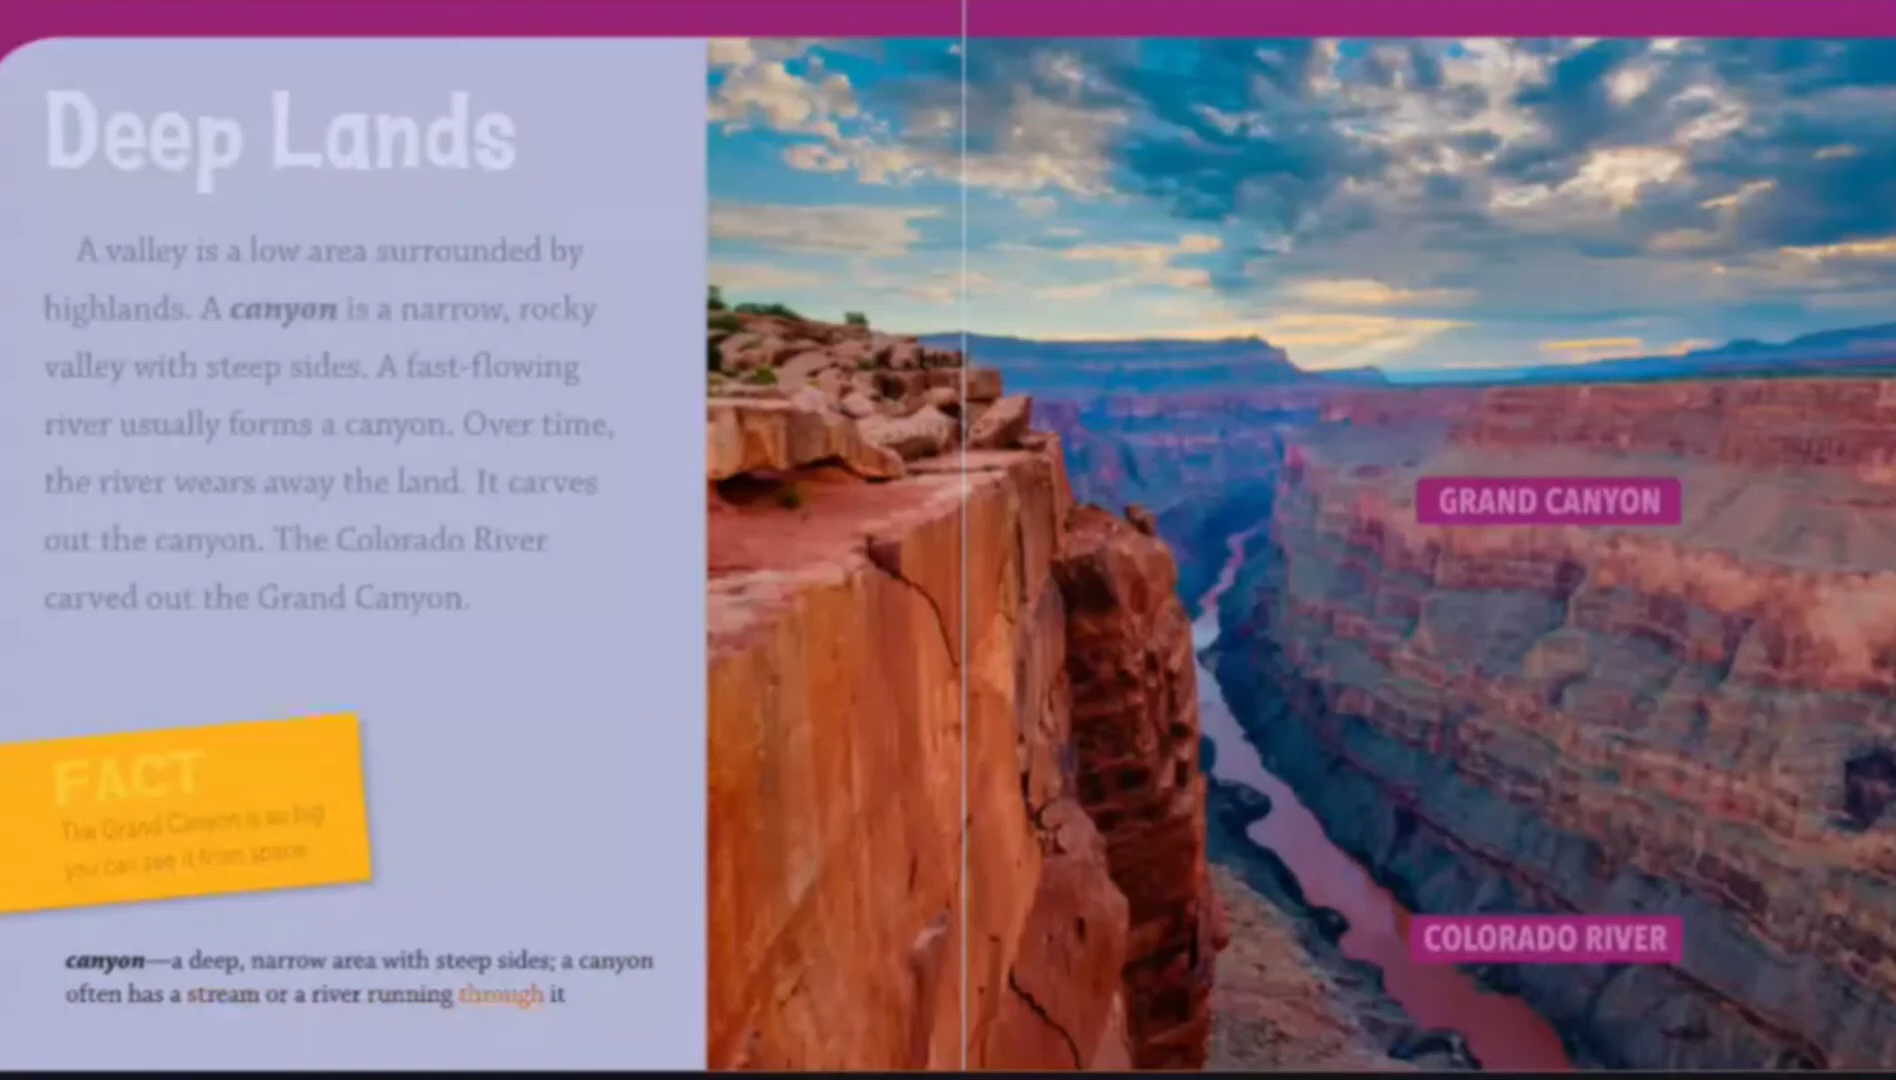 Deep Lands
A valley is a low area surrounded by
highlands. A canyon is a narrow, rocky
valley with steep sides. A fast-flowing
river usually forms a canyon. Over time,
the river wears away the land. It carves
out the canyon. The Colorado River
carved out the Grand Canyon.
FACT
The Grand Canyon is so big
you can see it from space.
canyon—a deep, narrow area with steep sides; a canyon
often has a stream or a river running through it
GRAND CANYON
COLORADO RIVER